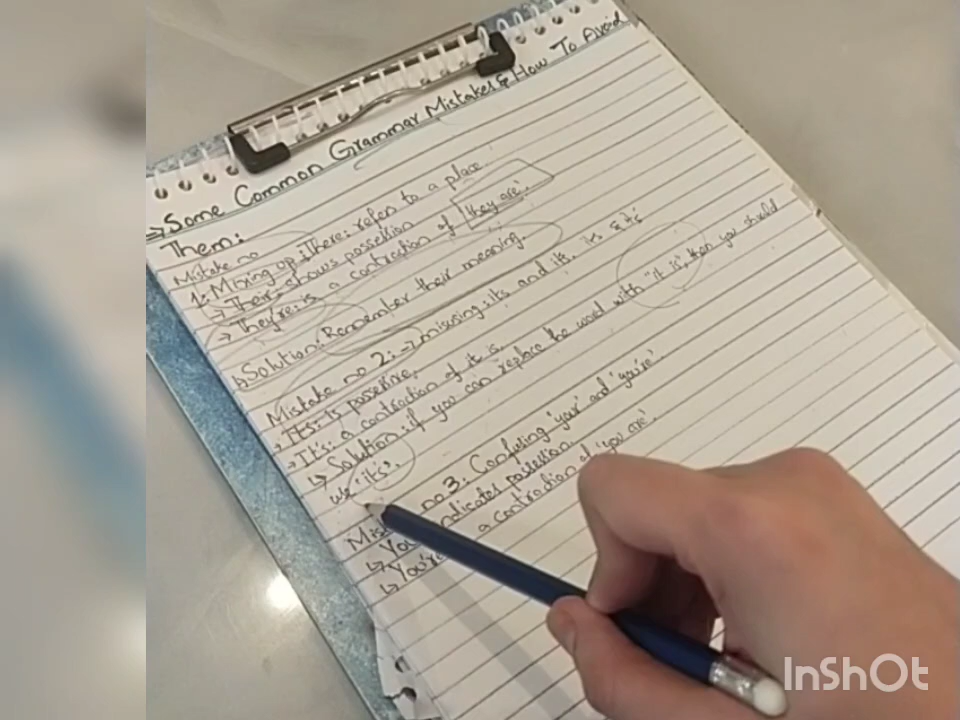 ⇒ Some Common Grammar Mistakes & How To Avoid
Them:
Mistake no
1: Mixing up: There: refers to a place
→ Their: shows possession
→ They're: is a contraction of 'they are'.
↳ Solution: Remember their meaning.
Mistake no 2: → misusing: its and it's. its & it's
→ Its: Is possesive.
→ It's: a contraction of it is.
↳ Solution: if you can replace the word with "it is", then you should
use "it's".
no 3: Confusing 'your' and 'you're'
↳ indicates possession.
↳ You're a contraction of 'you are'.
InShOt